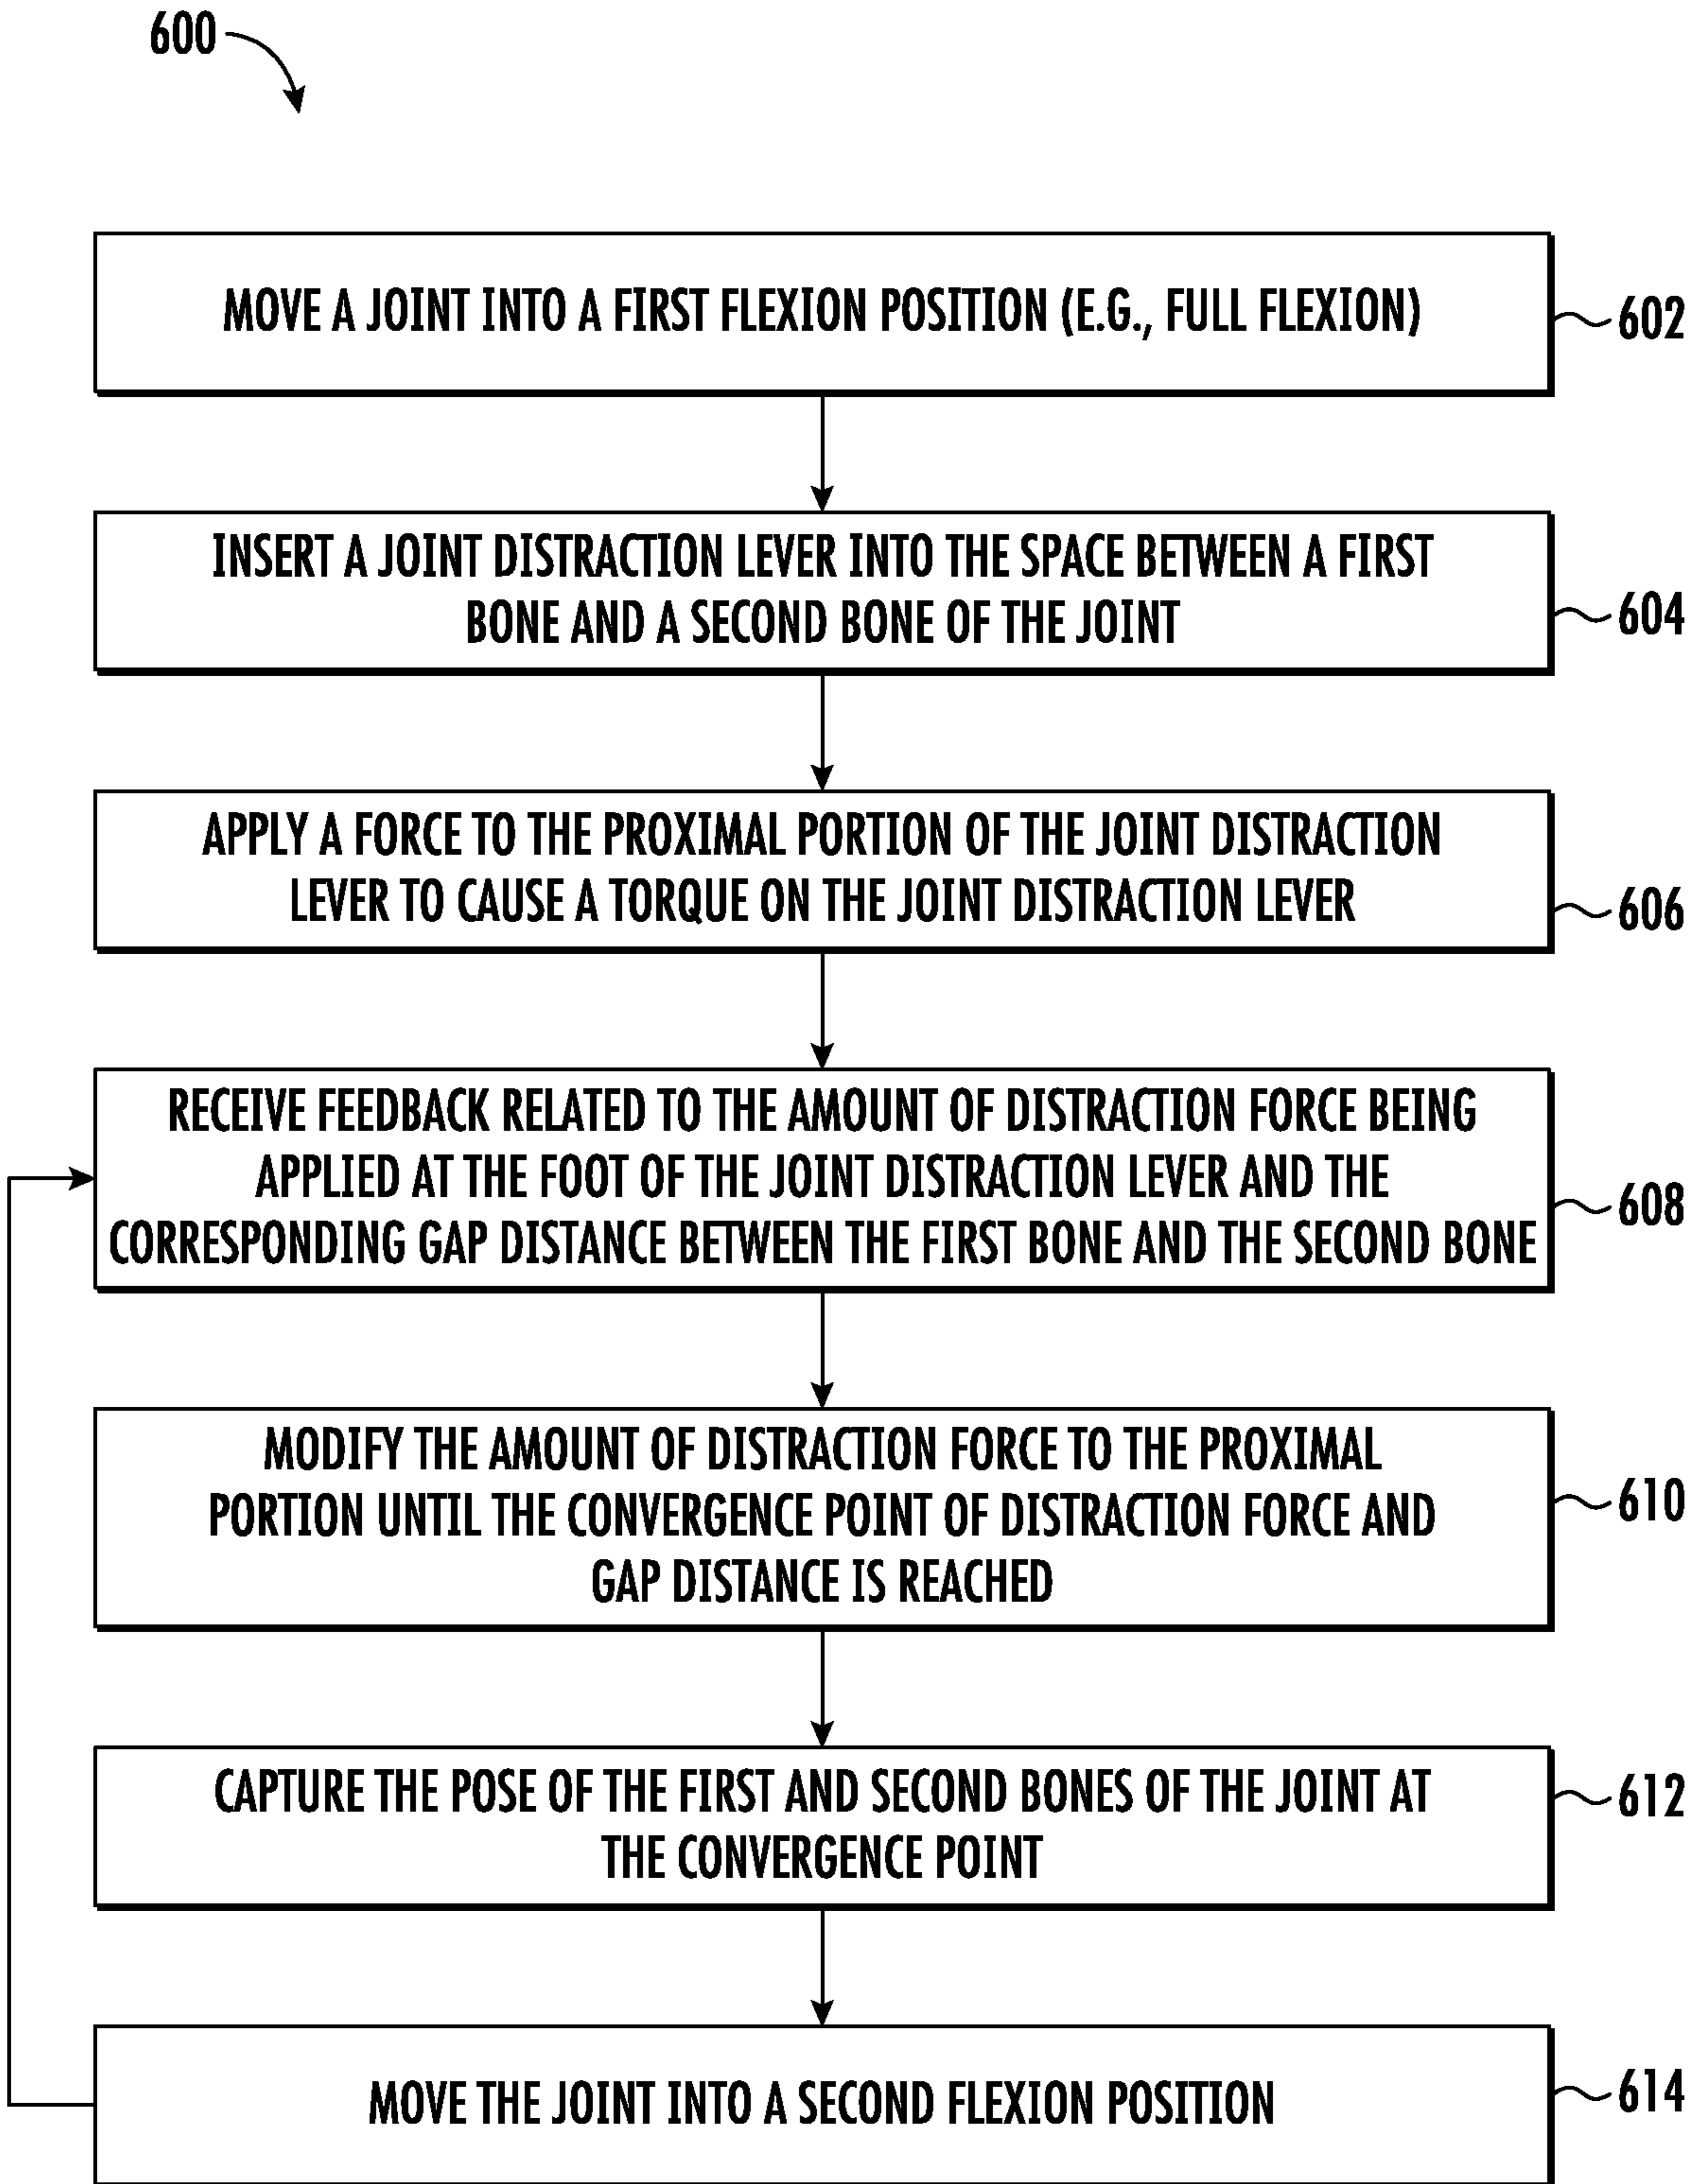 600
MOVE A JOINT INTO A FIRST FLEXION POSITION (E.G., FULL FLEXION)
602
INSERT A JOINT DISTRACTION LEVER INTO THE SPACE BETWEEN A FIRST
BONE AND A SECOND BONE OF THE JOINT
604
APPLY A FORCE TO THE PROXIMAL PORTION OF THE JOINT DISTRACTION
LEVER TO CAUSE A TORQUE ON THE JOINT DISTRACTION LEVER
606
RECEIVE FEEDBACK RELATED TO THE AMOUNT OF DISTRACTION FORCE BEING
APPLIED AT THE FOOT OF THE JOINT DISTRACTION LEVER AND THE
CORRESPONDING GAP DISTANCE BETWEEN THE FIRST BONE AND THE SECOND BONE
608
MODIFY THE AMOUNT OF DISTRACTION FORCE TO THE PROXIMAL
PORTION UNTIL THE CONVERGENCE POINT OF DISTRACTION FORCE AND
GAP DISTANCE IS REACHED
610
CAPTURE THE POSE OF THE FIRST AND SECOND BONES OF THE JOINT AT
THE CONVERGENCE POINT
612
MOVE THE JOINT INTO A SECOND FLEXION POSITION
614